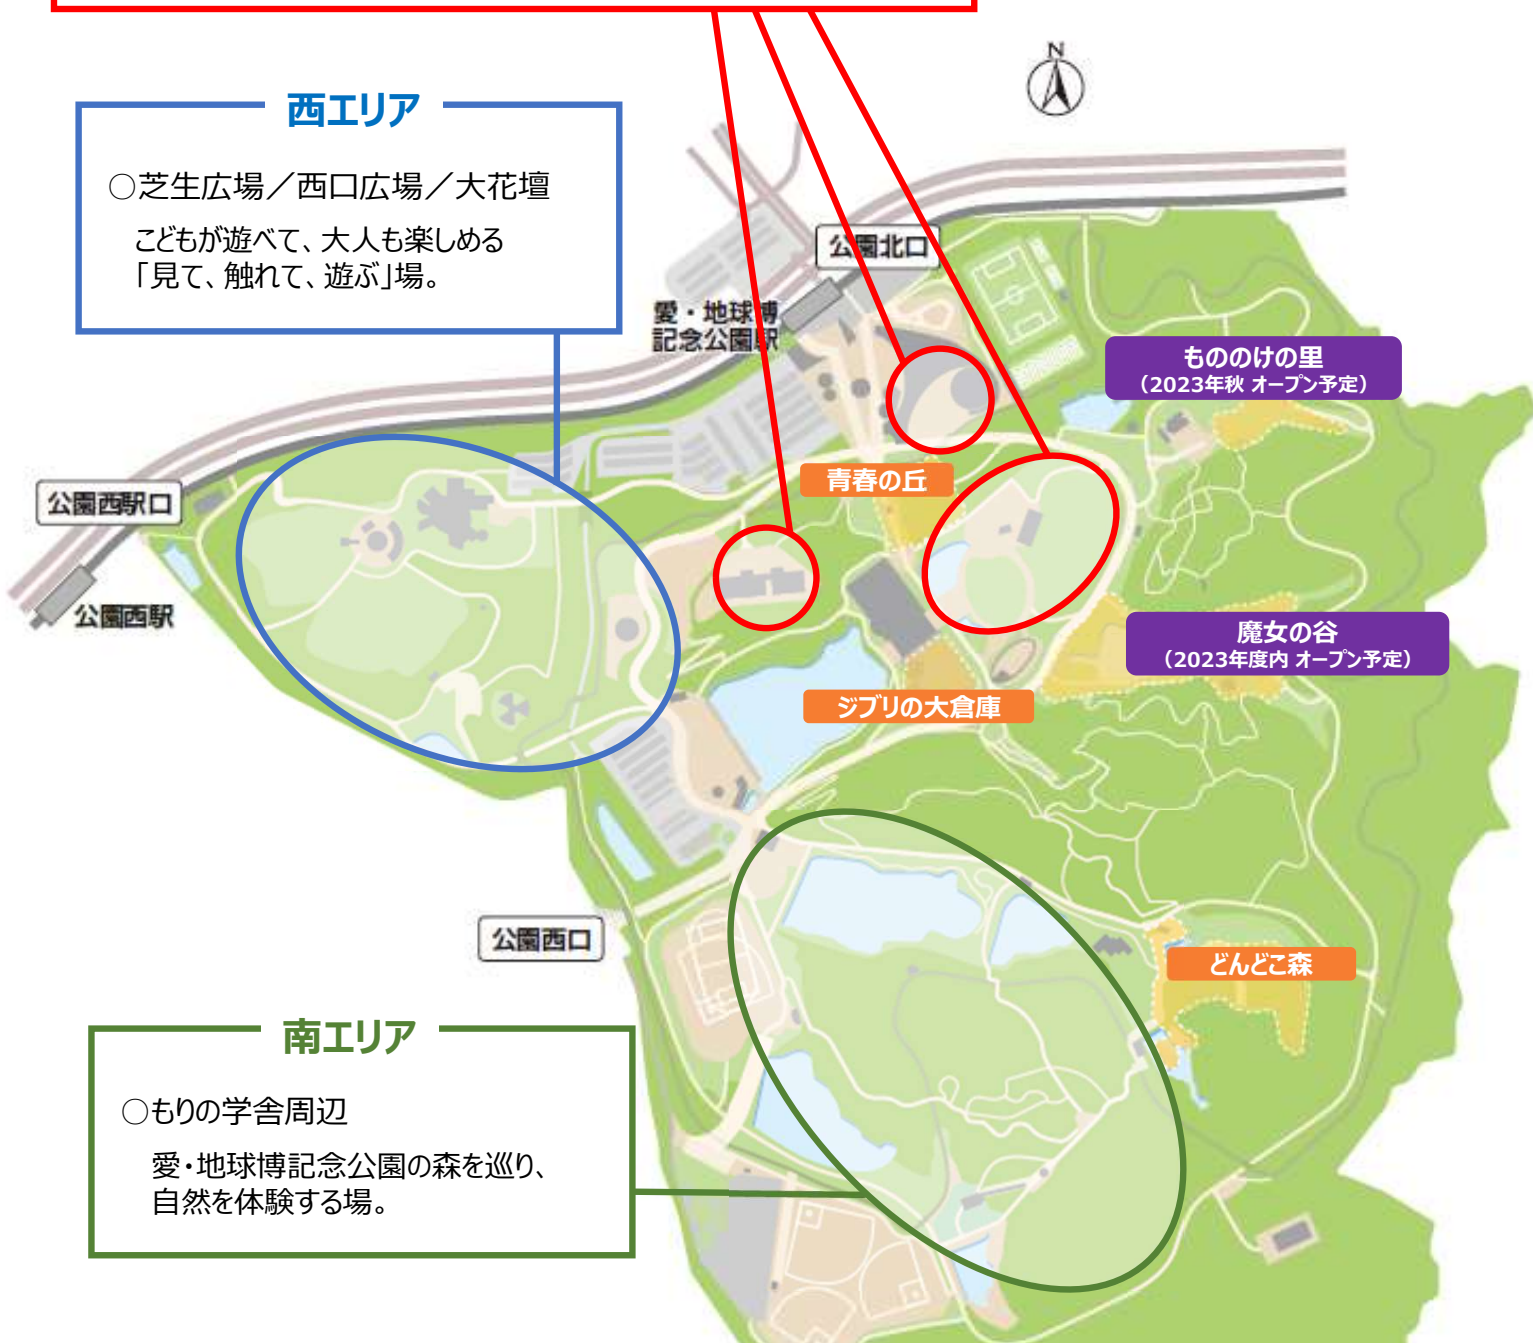 N
西エリア
○芝生広場／西口広場／大花壇
こどもが遊べて、大人も楽しめる
「見て、触れて、遊ぶ」場。
公園北口
愛・地球博
記念公園駅
もののけの里
（2023年秋 オープン予定）
青春の丘
公園西駅口
公園西駅
魔女の谷
（2023年度内 オープン予定）
ジブリの大倉庫
公園西口
どんどこ森
南エリア
○もりの学舎周辺
愛・地球博記念公園の森を巡り、
自然を体験する場。